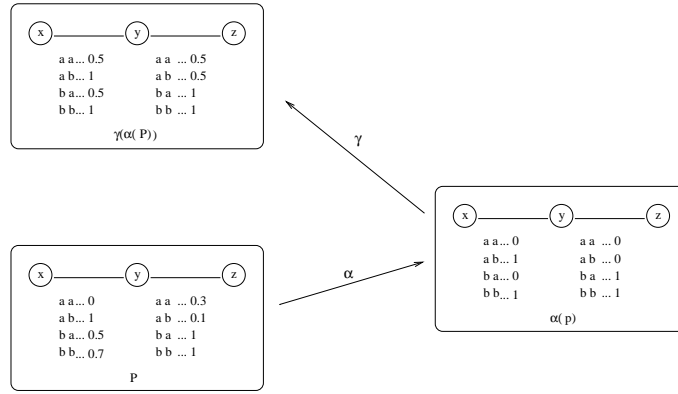 x y z
a a... 0.5 a a ... 0.5
a b... 1 a b ... 0.5
b a... 0.5 b a ... 1
b b... 1 b b ... 1
γ(α( P) )
γ
x y z
a a... 0 a a ... 0
a b... 1 a b ... 0
b a... 0 b a ... 1
b b... 1 b b ... 1
α( p)
α
x y z
a a... 0 a a ... 0.3
a b... 1 a b ... 0.1
b a... 0.5 b a ... 1
b b... 0.7 b b ... 1
P